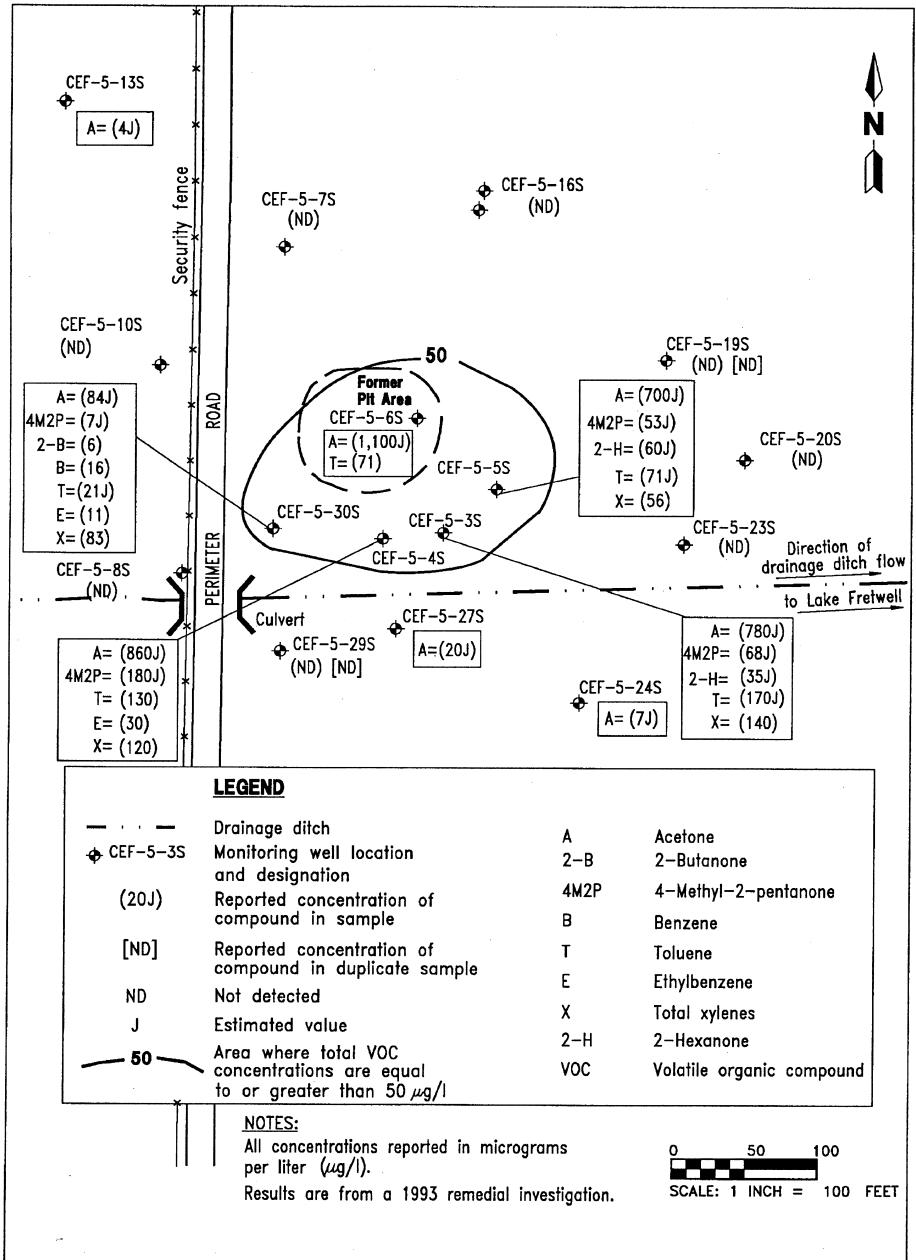 CEF-5-13S
A= (4J)
N
Security fence
CEF-5-7S
(ND)
CEF-5-16S
(ND)
CEF-5-10S
(ND)
50
CEF-5-19S
(ND) [ND]
PERIMETER ROAD
Former
Pit Area
CEF-5-6S
A= (1,100J)
T= (71)
A= (84J)
4M2P= (7J)
2-B= (6)
B= (16)
T=(21J)
E= (11)
X= (83)
A= (700J)
4M2P= (53J)
2-H= (60J)
T= (71J)
X= (56)
CEF-5-20S
(ND)
CEF-5-5S
CEF-5-30S
CEF-5-3S
CEF-5-4S
CEF-5-23S
(ND)
CEF-5-8S
(ND)
Direction of
drainage ditch flow
to Lake Fretwell
Culvert
CEF-5-27S
A=(20J)
CEF-5-29S
(ND) [ND]
A= (860J)
4M2P= (180J)
T= (130)
E= (30)
X= (120)
CEF-5-24S
A= (7J)
A= (780J)
4M2P= (68J)
2-H= (35J)
T= (170J)
X= (140)
LEGEND
Drainage ditch
CEF-5-3S Monitoring well location
and designation
(20J) Reported concentration of
compound in sample
[ND] Reported concentration of
compound in duplicate sample
ND Not detected
J Estimated value
50 Area where total VOC
concentrations are equal
to or greater than 50 µg/l
A Acetone
2-B 2-Butanone
4M2P 4-Methyl-2-pentanone
B Benzene
T Toluene
E Ethylbenzene
X Total xylenes
2-H 2-Hexanone
VOC Volatile organic compound
NOTES:
All concentrations reported in micrograms
per liter (µg/l).
Results are from a 1993 remedial investigation.
0 50 100
SCALE: 1 INCH = 100 FEET